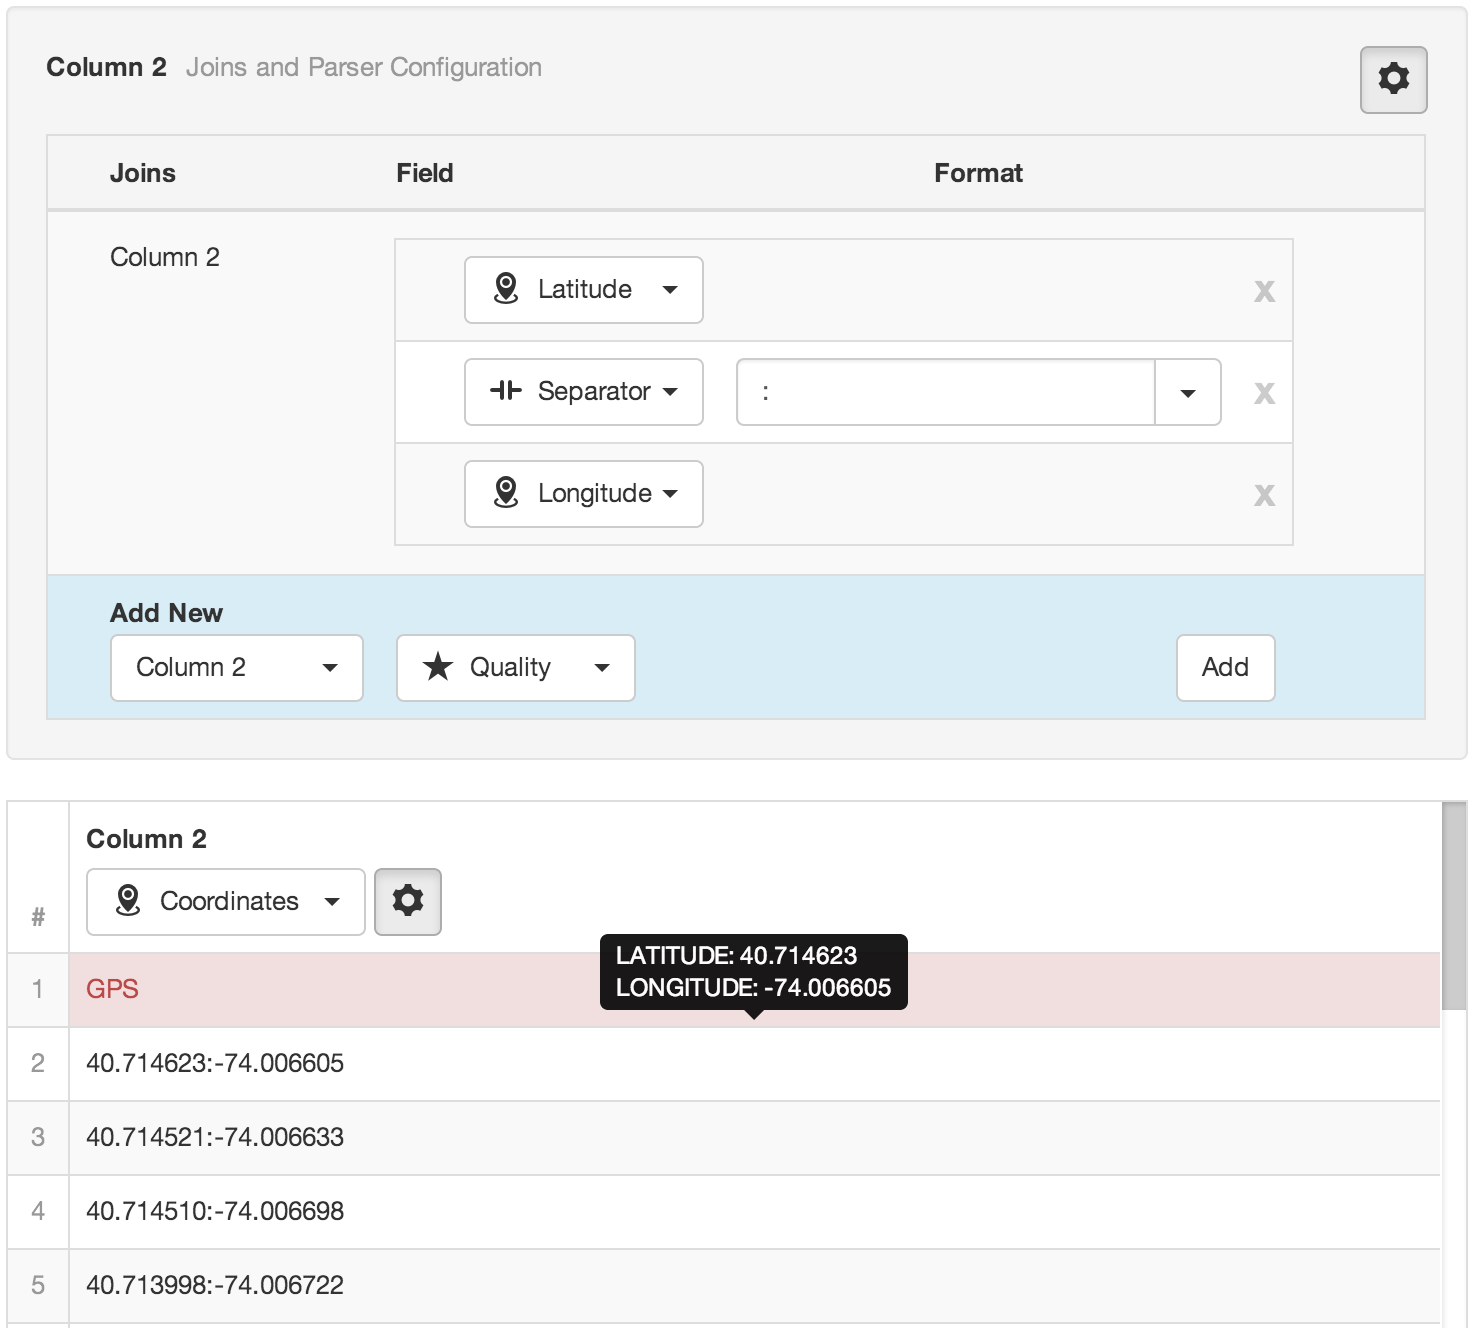 Column 2 Joins and Parser Configuration
Joins Field Format
Column 2
Latitude x
Separator : x
Longitude x
Add New
Column 2 Quality Add
Column 2
# Coordinates
LATITUDE: 40.714623
LONGITUDE: -74.006605
1 GPS
2 40.714623:-74.006605
3 40.714521:-74.006633
4 40.714510:-74.006698
5 40.713998:-74.006722